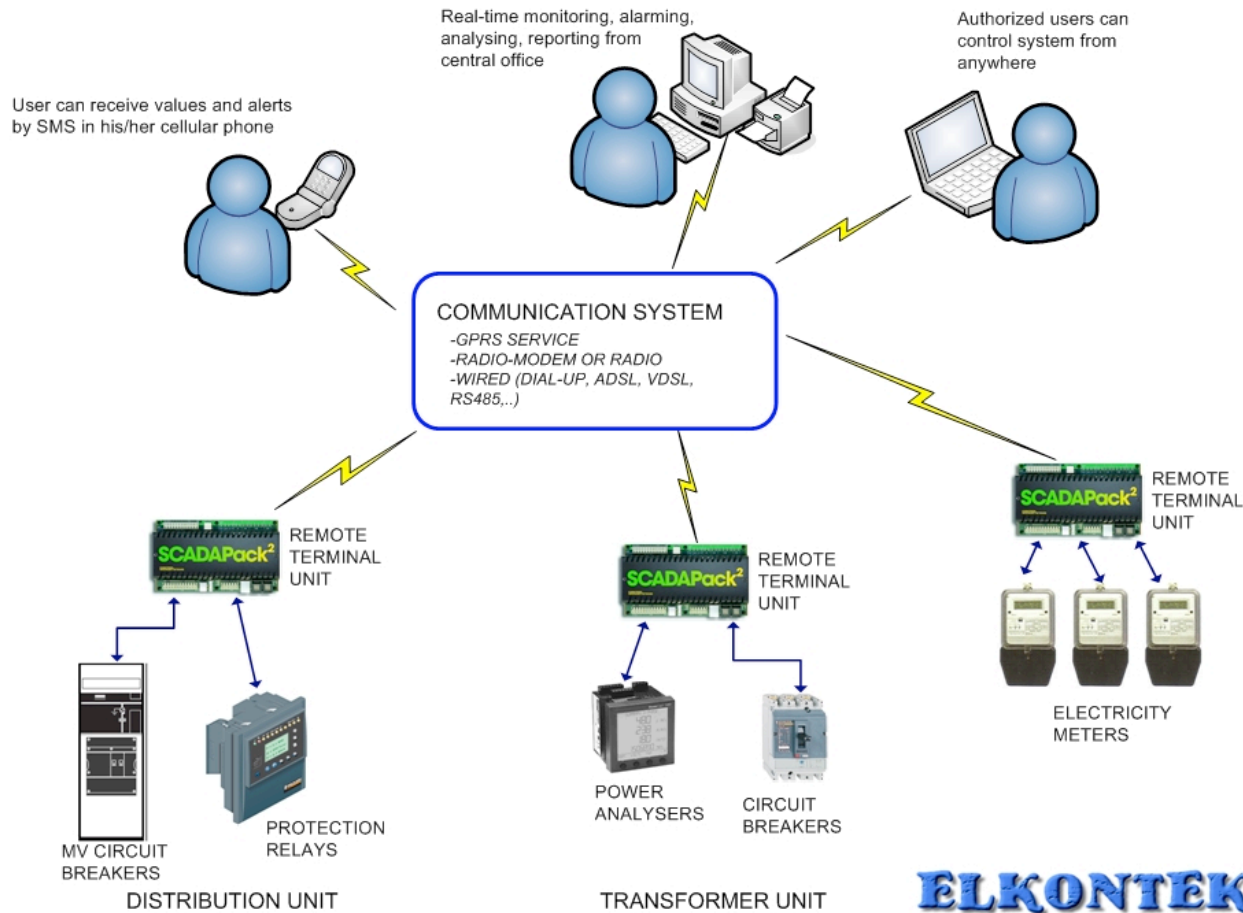 Real-time monitoring, alarming,
analysing, reporting from
central office
Authorized users can
control system from
anywhere
User can receive values and alerts
by SMS in his/her cellular phone
COMMUNICATION SYSTEM
-GPRS SERVICE
-RADIO-MODEM OR RADIO
-WIRED (DIAL-UP, ADSL, VDSL,
RS485,..)
SCADAPack²
REMOTE
TERMINAL
UNIT
SCADAPack²
REMOTE
TERMINAL
UNIT
SCADAPack²
REMOTE
TERMINAL
UNIT
MV CIRCUIT
BREAKERS
PROTECTION
RELAYS
POWER
ANALYSERS
CIRCUIT
BREAKERS
ELECTRICITY
METERS
DISTRIBUTION UNIT
TRANSFORMER UNIT
ELKONTEK